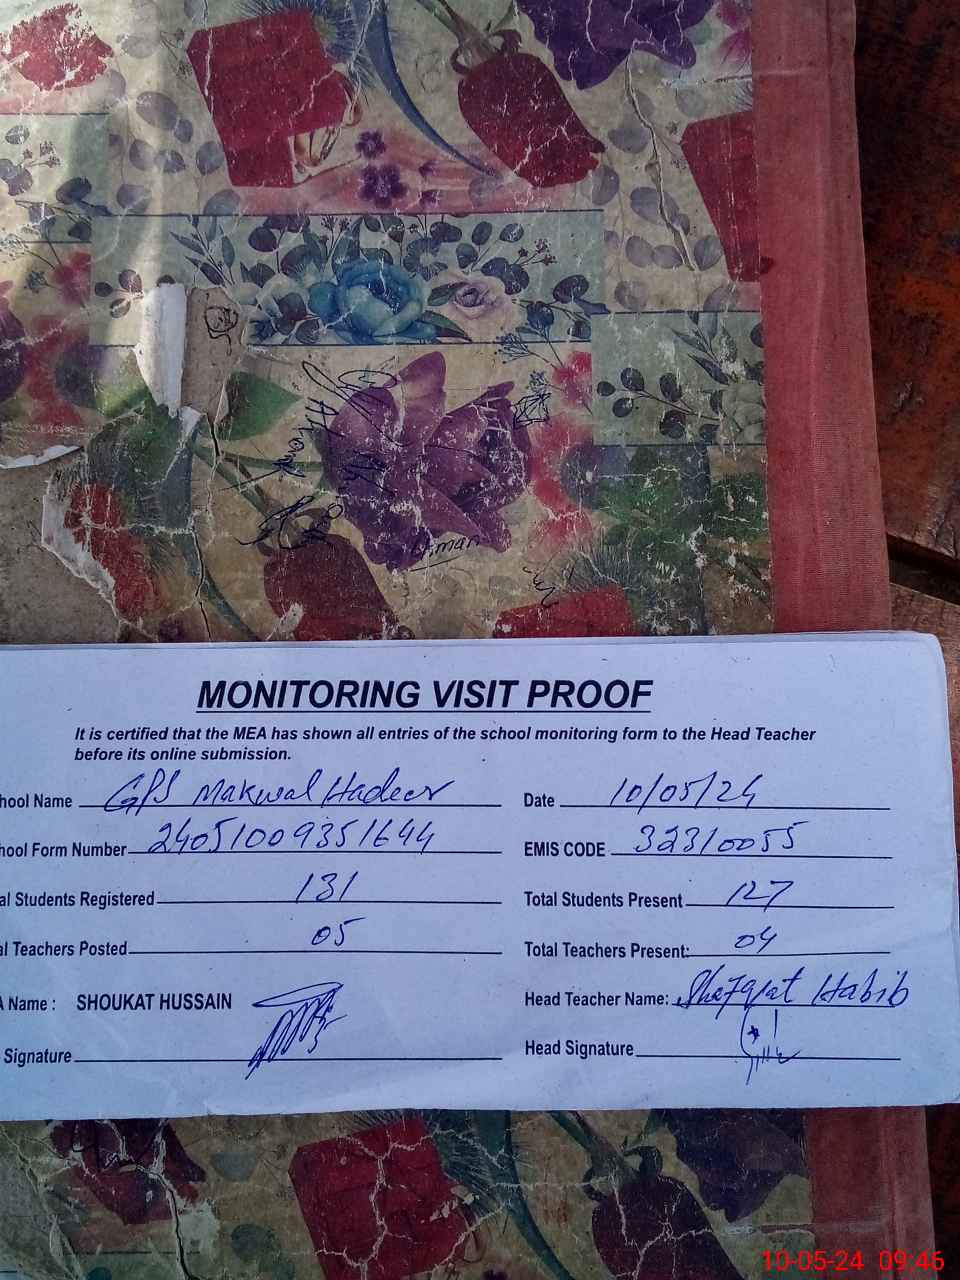 Usman
MONITORING VISIT PROOF
It is certified that the MEA has shown all entries of the school monitoring form to the Head Teacher
before its online submission.
hool Name GPS Makwal Hadeer Date 10/05/24
hool Form Number 24051009351644 EMIS CODE 32310055
al Students Registered 131 Total Students Present 127
al Teachers Posted 05 Total Teachers Present: 04
A Name : SHOUKAT HUSSAIN Head Teacher Name: Shafqat Habib
Signature Head Signature
10-05-24 09:46